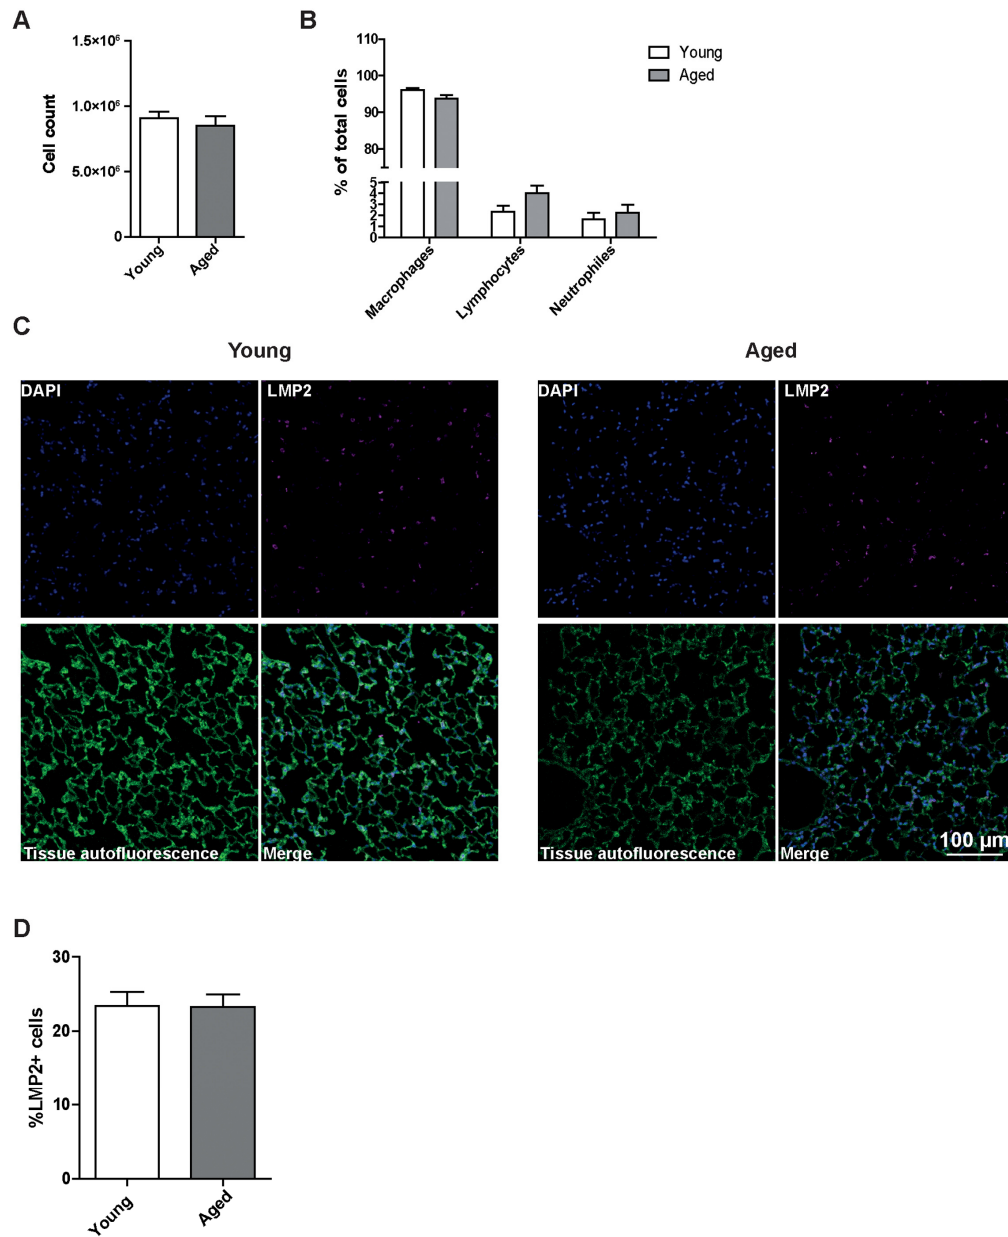 A
Cell count
1.5×10⁶
1.0×10⁶
5.0×10⁶
0
Young
Aged
B
% of total cells
110
100
90
80
5
4
3
2
1
0
Macrophages
Lymphocytes
Neutrophiles
Young
Aged
C
Young
Aged
DAPI
LMP2
DAPI
LMP2
Tissue autofluorescence
Merge
Tissue autofluorescence
Merge
100 µm
D
%LMP2+ cells
30
20
10
0
Young
Aged